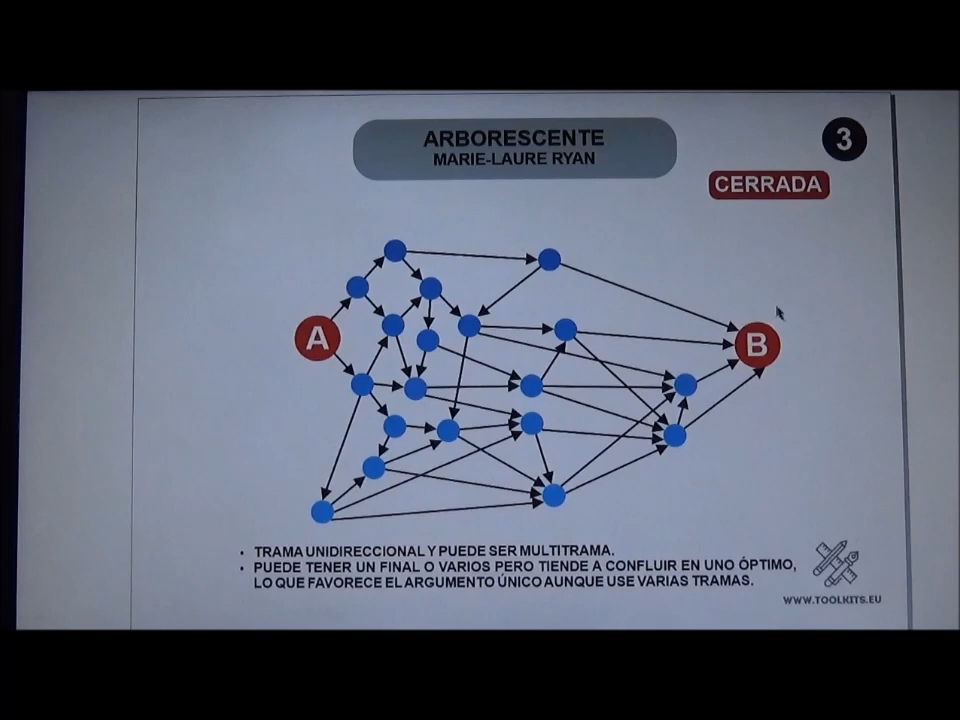 ARBORESCENTE
MARIE-LAURE RYAN
3
CERRADA
A
B
• TRAMA UNIDIRECCIONAL Y PUEDE SER MULTITRAMA.
• PUEDE TENER UN FINAL O VARIOS PERO TIENDE A CONFLUIR EN UNO ÓPTIMO,
LO QUE FAVORECE EL ARGUMENTO ÚNICO AUNQUE USE VARIAS TRAMAS.
WWW.TOOLKITS.EU